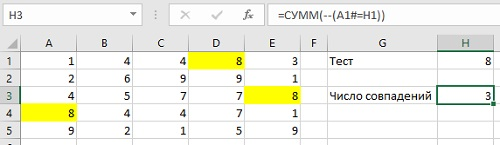 H3 fx =СУММ(--(A1#=H1))
A B C D E F G H
1 1 4 4 8 3 Тест 8
2 2 6 9 9 1
3 4 5 7 7 8 Число совпадений 3
4 8 4 4 7 1
5 9 2 1 5 9